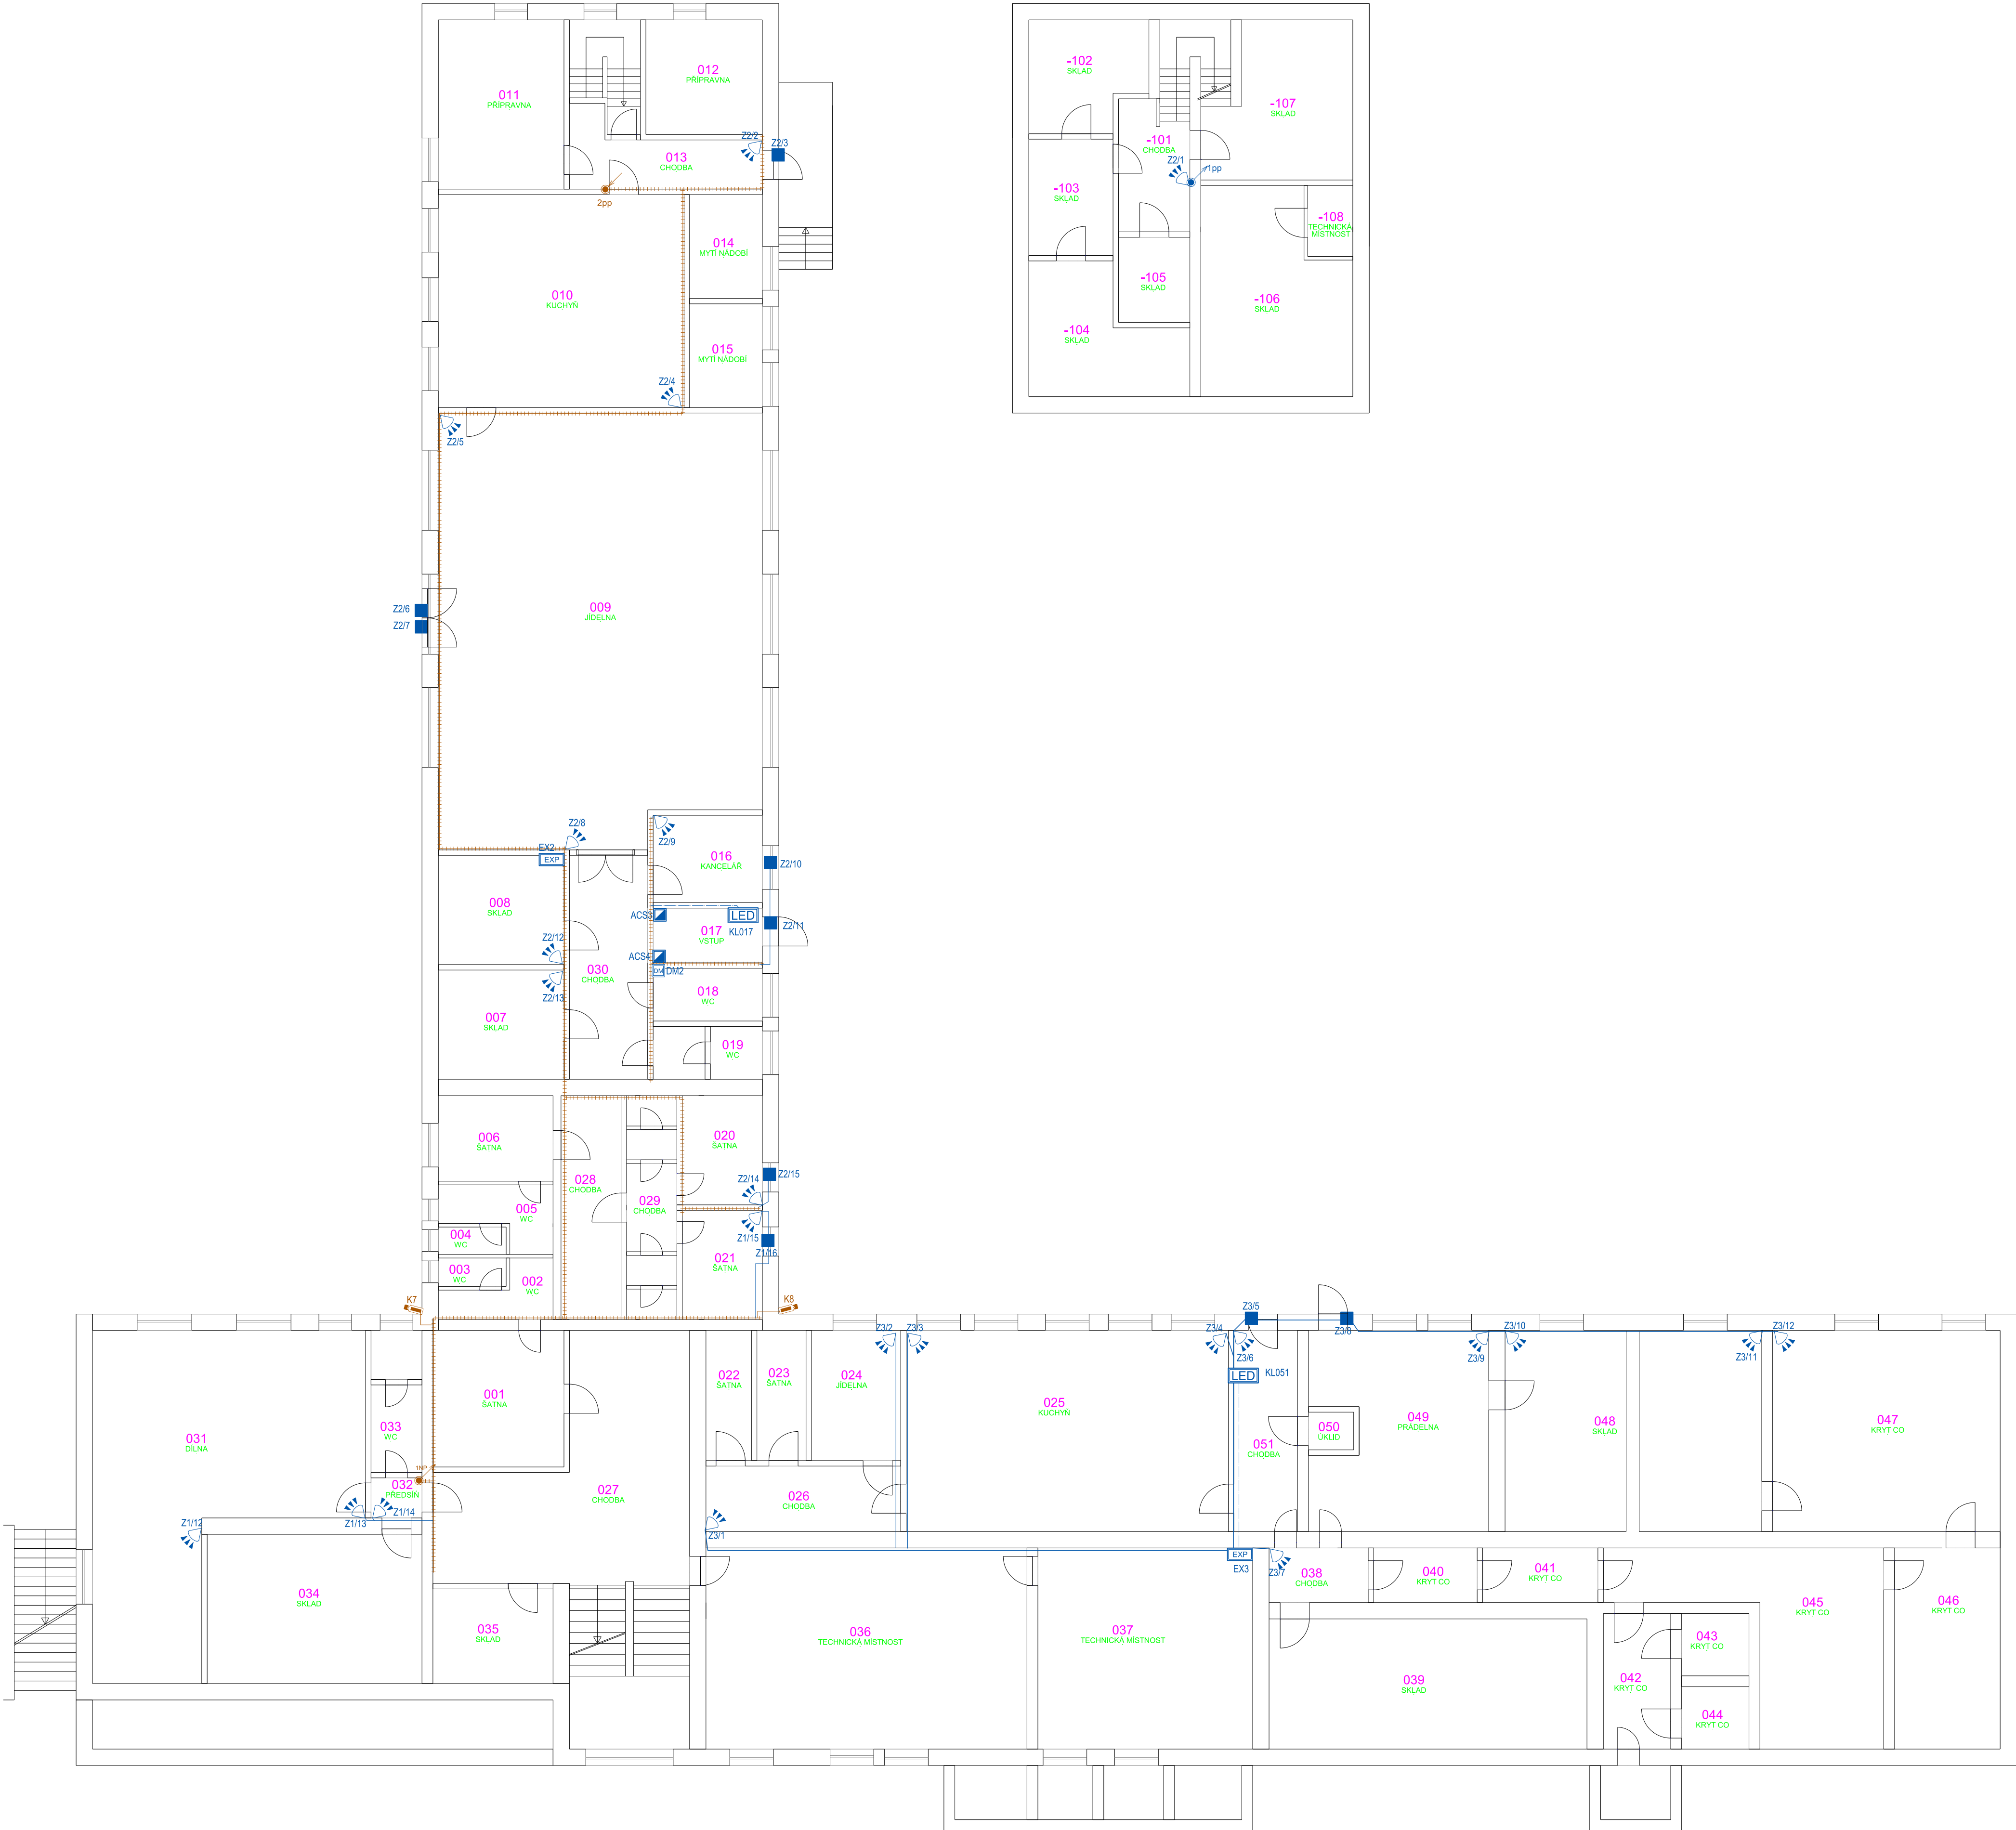 011
PŘÍPRAVNA
012
PŘÍPRAVNA
Z2/2
Z2/3
013
CHODBA
2pp
014
MYTÍ NÁDOBÍ
010
KUCHYŇ
015
MYTÍ NÁDOBÍ
Z2/4
Z2/5
-102
SKLAD
-107
SKLAD
-101
CHODBA
Z2/1
-1pp
-103
SKLAD
-108
TECHNICKÁ
MÍSTNOST
-105
SKLAD
-106
SKLAD
-104
SKLAD
009
JÍDELNA
Z2/6
Z2/7
Z2/8
EX2
EXP
Z2/9
016
KANCELÁŘ
Z2/10
008
SKLAD
ACS3
LED
KL017
Z2/11
017
VSTUP
Z2/12
ACS4
DM
DM2
030
CHODBA
Z2/13
018
WC
007
SKLAD
019
WC
006
ŠATNA
020
ŠATNA
028
CHODBA
Z2/14
Z2/15
029
CHODBA
005
WC
004
WC
Z1/15
Z1/16
021
ŠATNA
003
WC
002
WC
K7
K8
Z3/2
Z3/3
Z3/4
Z3/5
Z3/6
Z3/8
Z3/9
Z3/10
Z3/11
Z3/12
LED
KL051
001
ŠATNA
022
ŠATNA
023
ŠATNA
024
JÍDELNA
025
KUCHYŇ
051
CHODBA
050
ÚKLID
049
PRÁDELNA
048
SKLAD
047
KRYT CO
031
DÍLNA
033
WC
1NP
032
PŘEDSÍŇ
Z1/12
Z1/13
Z1/14
027
CHODBA
026
CHODBA
Z3/1
EXP
EX3
Z3/7
038
CHODBA
040
KRYT CO
041
KRYT CO
045
KRYT CO
046
KRYT CO
034
SKLAD
035
SKLAD
036
TECHNICKÁ MÍSTNOST
037
TECHNICKÁ MÍSTNOST
039
SKLAD
042
KRYT CO
043
KRYT CO
044
KRYT CO